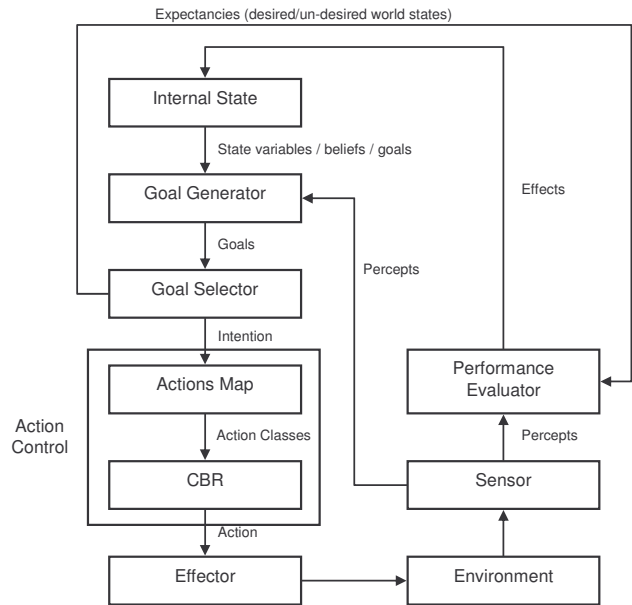 Expectancies (desired/un-desired world states)
Internal State
State variables / beliefs / goals
Goal Generator
Effects
Goals
Percepts
Goal Selector
Intention
Performance
Evaluator
Actions Map
Action
Control
Action Classes
Percepts
CBR
Sensor
Action
Effector
Environment